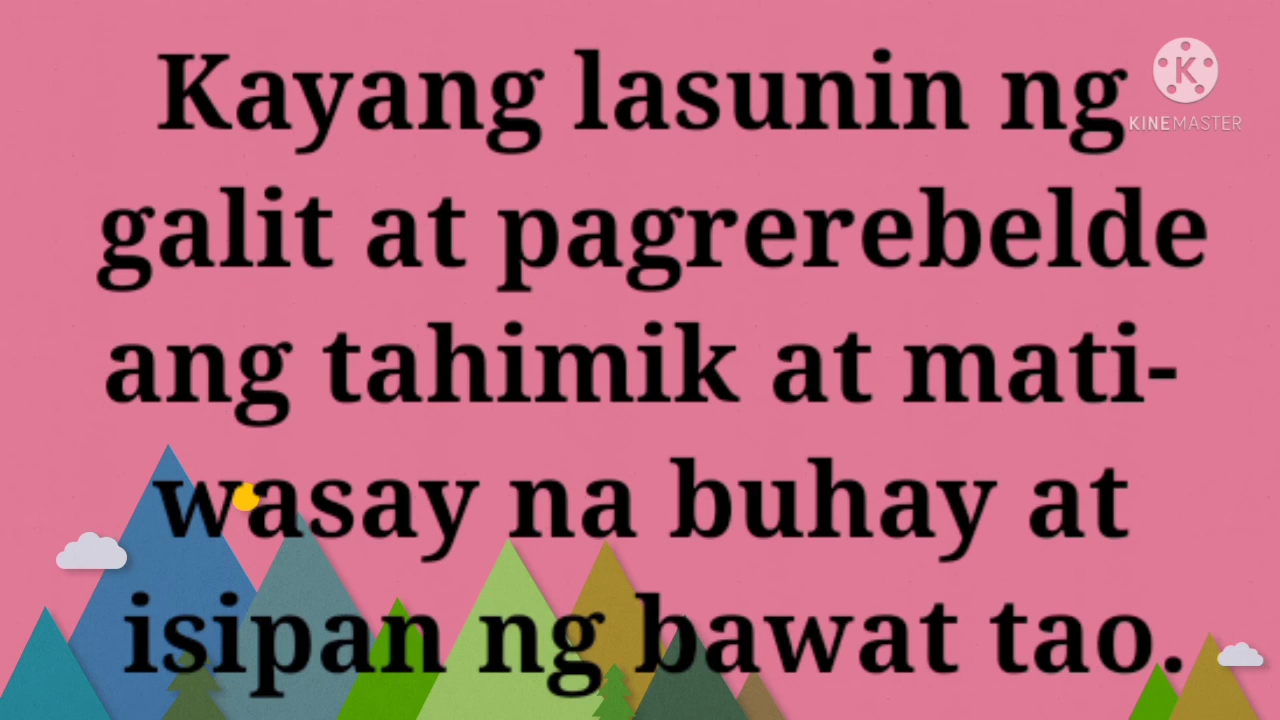 Kayang lasunin ng
galit at pagrerebelde
ang tahimik at mati-
wasay na buhay at
isipan ng bawat tao.
K
KINEMASTER